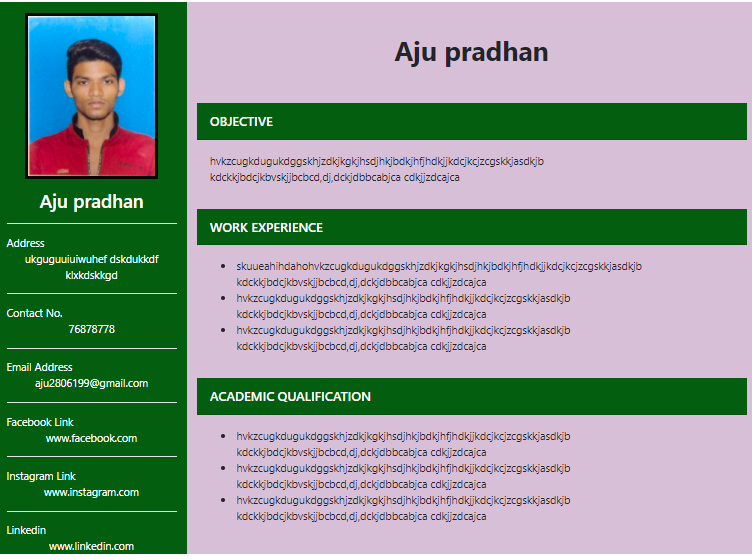 Aju pradhan
Address
ukguguuiuiwuhef dskdukkdf
klxkdskkgd
Contact No.
76878778
Email Address
aju2806199@gmail.com
Facebook Link
www.facebook.com
Instagram Link
www.instagram.com
Linkedin
www.linkedin.com
Aju pradhan
OBJECTIVE
hvkzcugkdugukdggskhjzdkjkgkjhsdjhkjbdkjhfjhdkjjkdcjkcjzcgskkjasdkjb
kdckkjbdcjkbvskjjbcbcd,dj,dckjdbbcabjca cdkjjzdcajca
WORK EXPERIENCE
skuueahihdahohvkzcugkdugukdggskhjzdkjkgkjhsdjhkjbdkjhfjhdkjjkdcjkcjzcgskkjasdkjb
kdckkjbdcjkbvskjjbcbcd,dj,dckjdbbcabjca cdkjjzdcajca
hvkzcugkdugukdggskhjzdkjkgkjhsdjhkjbdkjhfjhdkjjkdcjkcjzcgskkjasdkjb
kdckkjbdcjkbvskjjbcbcd,dj,dckjdbbcabjca cdkjjzdcajca
hvkzcugkdugukdggskhjzdkjkgkjhsdjhkjbdkjhfjhdkjjkdcjkcjzcgskkjasdkjb
kdckkjbdcjkbvskjjbcbcd,dj,dckjdbbcabjca cdkjjzdcajca
ACADEMIC QUALIFICATION
hvkzcugkdugukdggskhjzdkjkgkjhsdjhkjbdkjhfjhdkjjkdcjkcjzcgskkjasdkjb
kdckkjbdcjkbvskjjbcbcd,dj,dckjdbbcabjca cdkjjzdcajca
hvkzcugkdugukdggskhjzdkjkgkjhsdjhkjbdkjhfjhdkjjkdcjkcjzcgskkjasdkjb
kdckkjbdcjkbvskjjbcbcd,dj,dckjdbbcabjca cdkjjzdcajca
hvkzcugkdugukdggskhjzdkjkgkjhsdjhkjbdkjhfjhdkjjkdcjkcjzcgskkjasdkjb
kdckkjbdcjkbvskjjbcbcd,dj,dckjdbbcabjca cdkjjzdcajca